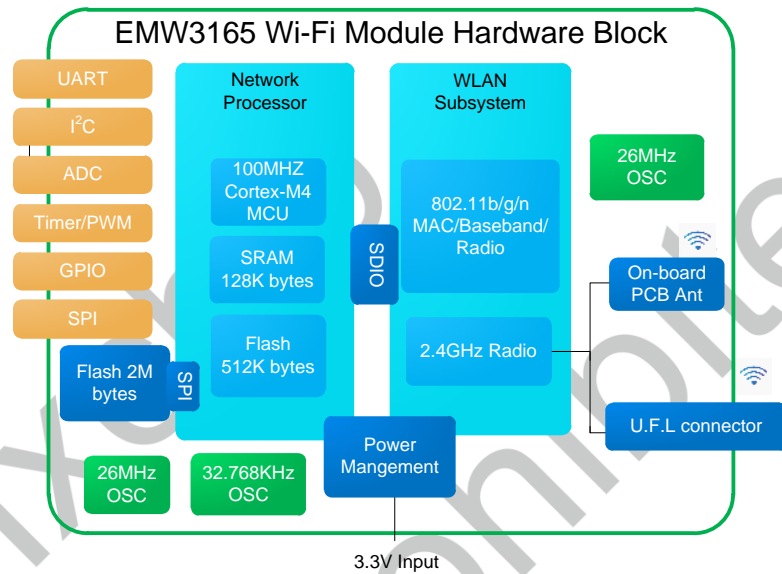 EMW3165 Wi-Fi Module Hardware Block
UART
I²C
ADC
Timer/PWM
GPIO
SPI
Flash 2M
bytes
SPI
Network
Processor
100MHZ
Cortex-M4
MCU
SRAM
128K bytes
Flash
512K bytes
SDIO
WLAN
Subsystem
802.11b/g/n
MAC/Baseband/
Radio
2.4GHz Radio
26MHz
OSC
On-board
PCB Ant
U.F.L connector
Power
Mangement
26MHz
OSC
32.768KHz
OSC
3.3V Input